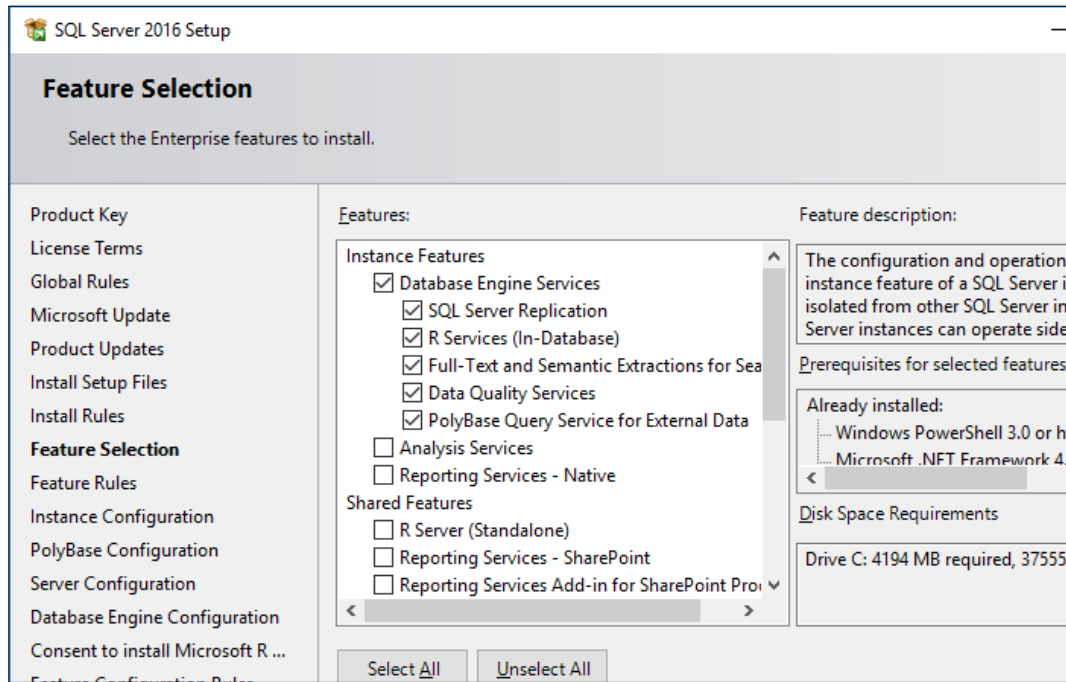 SQL Server 2016 Setup
Feature Selection
Select the Enterprise features to install.
Product Key
License Terms
Global Rules
Microsoft Update
Product Updates
Install Setup Files
Install Rules
Feature Selection
Feature Rules
Instance Configuration
PolyBase Configuration
Server Configuration
Database Engine Configuration
Consent to install Microsoft R ...
Feature Configuration Rules
Features:
Instance Features
Database Engine Services
SQL Server Replication
R Services (In-Database)
Full-Text and Semantic Extractions for Sea
Data Quality Services
PolyBase Query Service for External Data
Analysis Services
Reporting Services - Native
Shared Features
R Server (Standalone)
Reporting Services - SharePoint
Reporting Services Add-in for SharePoint Pro
Select All
Unselect All
Feature description:
The configuration and operation
instance feature of a SQL Server i
isolated from other SQL Server in
Server instances can operate side
Prerequisites for selected features
Already installed:
Windows PowerShell 3.0 or h
Microsoft .NET Framework 4.
Disk Space Requirements
Drive C: 4194 MB required, 37555